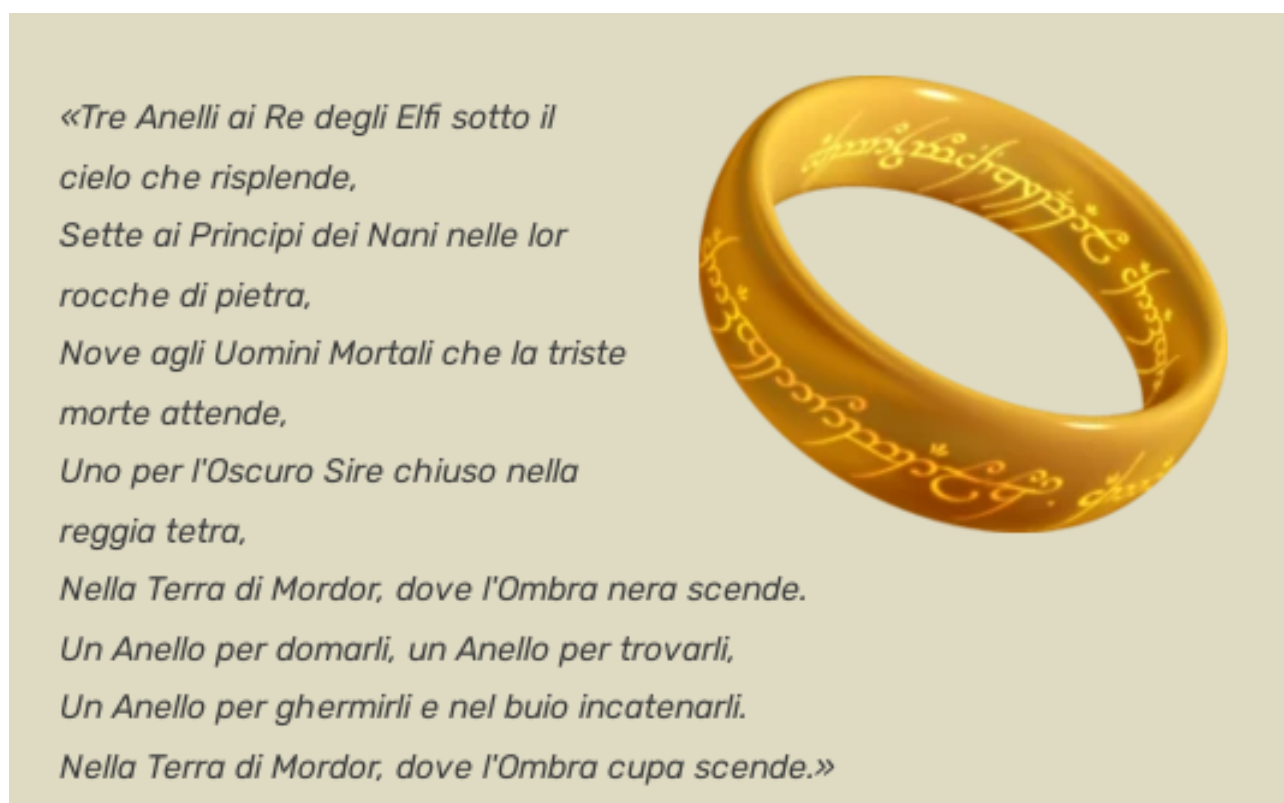 «Tre Anelli ai Re degli Elfi sotto il
cielo che risplende,
Sette ai Principi dei Nani nelle lor
rocche di pietra,
Nove agli Uomini Mortali che la triste
morte attende,
Uno per l'Oscuro Sire chiuso nella
reggia tetra,
Nella Terra di Mordor, dove l'Ombra nera scende.
Un Anello per domarli, un Anello per trovarli,
Un Anello per ghermirli e nel buio incatenarli.
Nella Terra di Mordor, dove l'Ombra cupa scende.»